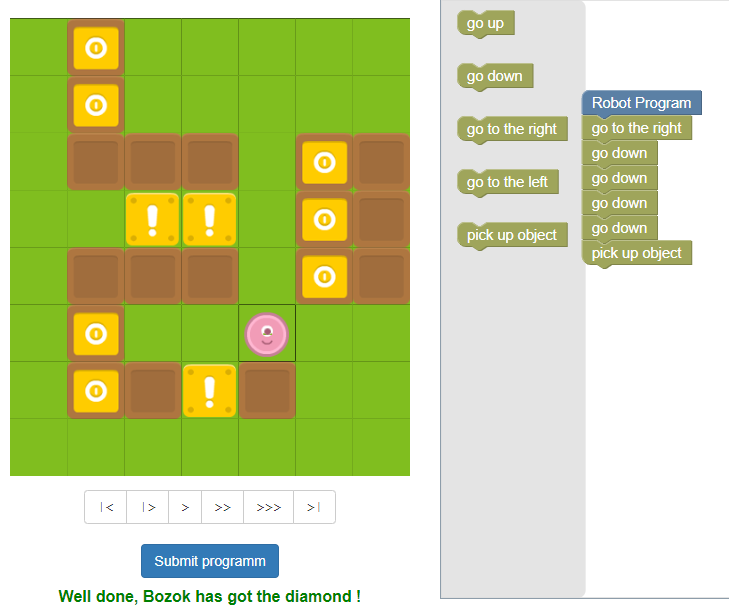 go up
go down
go to the right
go to the left
pick up object
Robot Program
go to the right
go down
go down
go down
go down
pick up object
|< |> > >> >>> >|
Submit programm
Well done, Bozok has got the diamond !